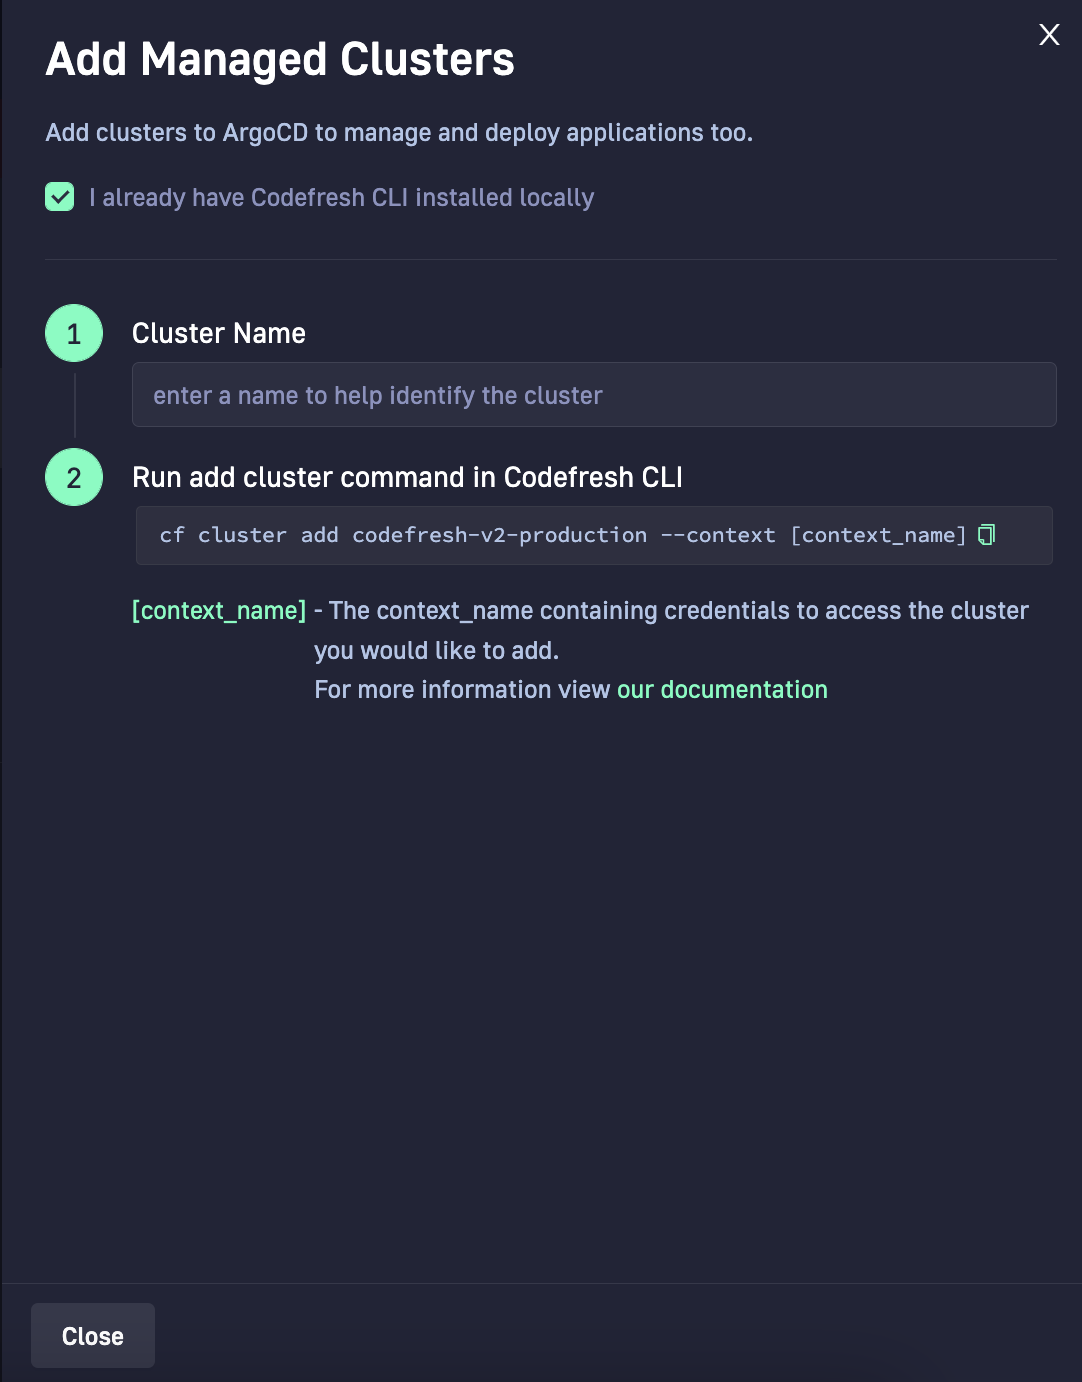 X
Add Managed Clusters
Add clusters to ArgoCD to manage and deploy applications too.
I already have Codefresh CLI installed locally
1
Cluster Name
enter a name to help identify the cluster
2
Run add cluster command in Codefresh CLI
cf cluster add codefresh-v2-production --context [context_name]
[context_name] - The context_name containing credentials to access the cluster
you would like to add.
For more information view our documentation
Close